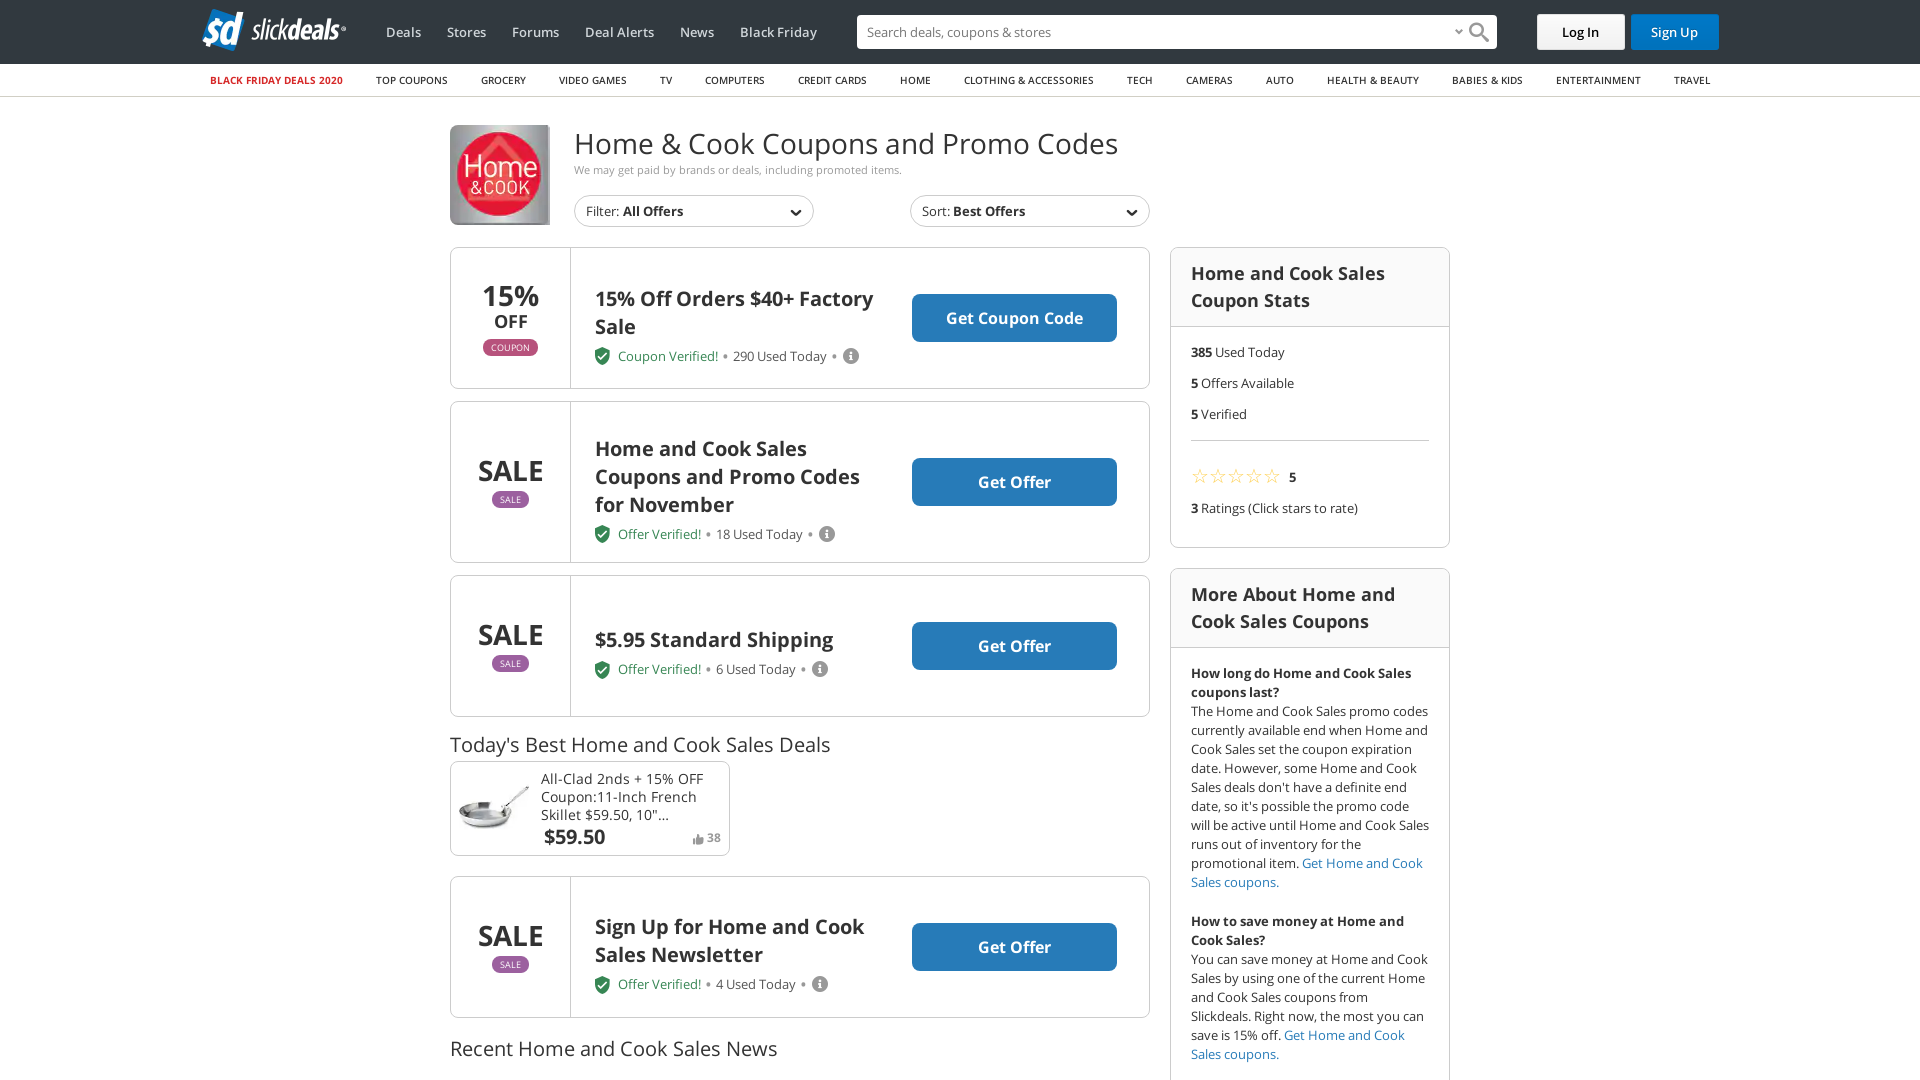 sd slickdeals
Deals Stores Forums Deal Alerts News Black Friday
Search deals, coupons & stores
Log In
Sign Up
BLACK FRIDAY DEALS 2020 TOP COUPONS GROCERY VIDEO GAMES TV COMPUTERS CREDIT CARDS HOME CLOTHING & ACCESSORIES TECH CAMERAS AUTO HEALTH & BEAUTY BABIES & KIDS ENTERTAINMENT TRAVEL
Home
&COOK
Home & Cook Coupons and Promo Codes
We may get paid by brands or deals, including promoted items.
Filter: All Offers
Sort: Best Offers
15%
OFF
COUPON
15% Off Orders $40+ Factory
Sale
Coupon Verified! • 290 Used Today •
Get Coupon Code
SALE
SALE
Home and Cook Sales
Coupons and Promo Codes
for November
Offer Verified! • 18 Used Today •
Get Offer
SALE
SALE
$5.95 Standard Shipping
Offer Verified! • 6 Used Today •
Get Offer
Today's Best Home and Cook Sales Deals
All-Clad 2nds + 15% OFF
Coupon:11-Inch French
Skillet $59.50, 10"...
$59.50
38
SALE
SALE
Sign Up for Home and Cook
Sales Newsletter
Offer Verified! • 4 Used Today •
Get Offer
Recent Home and Cook Sales News
Home and Cook Sales
Coupon Stats
385 Used Today
5 Offers Available
5 Verified
☆☆☆☆☆ 5
3 Ratings (Click stars to rate)
More About Home and
Cook Sales Coupons
How long do Home and Cook Sales
coupons last?
The Home and Cook Sales promo codes
currently available end when Home and
Cook Sales set the coupon expiration
date. However, some Home and Cook
Sales deals don't have a definite end
date, so it's possible the promo code
will be active until Home and Cook Sales
runs out of inventory for the
promotional item. Get Home and Cook
Sales coupons.
How to save money at Home and
Cook Sales?
You can save money at Home and Cook
Sales by using one of the current Home
and Cook Sales coupons from
Slickdeals. Right now, the most you can
save is 15% off. Get Home and Cook
Sales coupons.